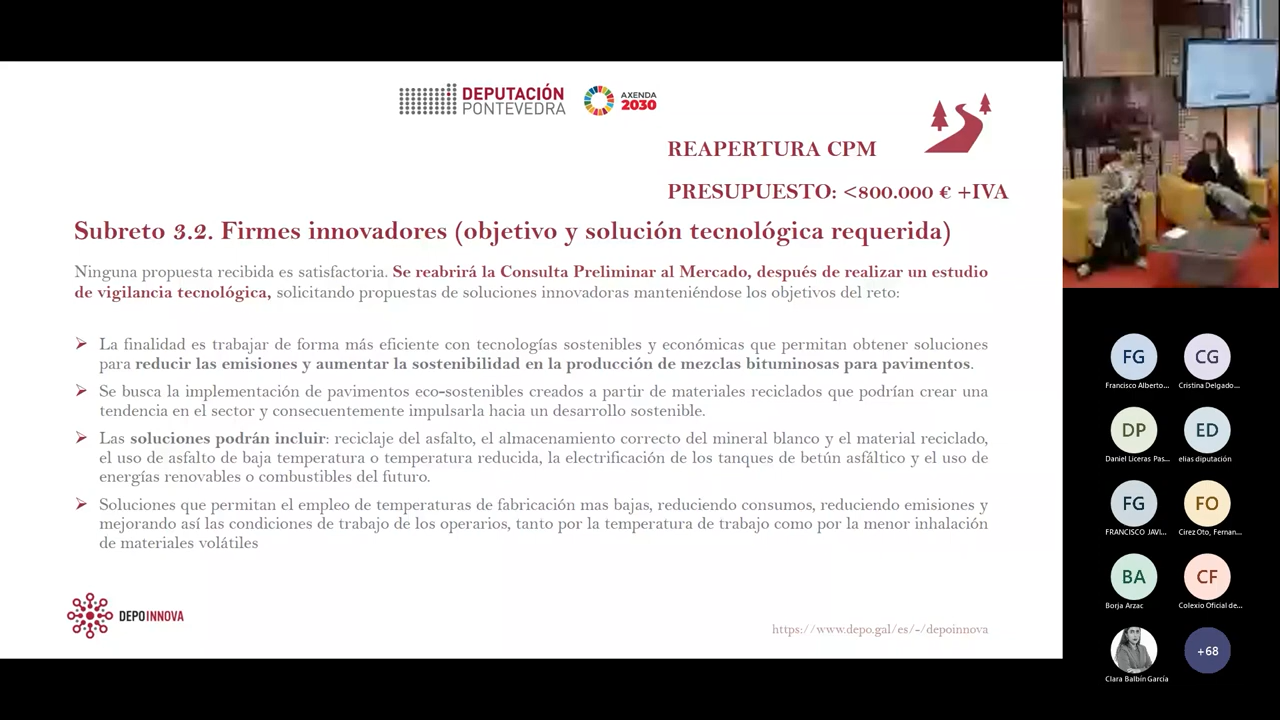 DEPUTACIÓN
PONTEVEDRA
AXENDA
2030
REAPERTURA CPM
PRESUPUESTO: <800.000 € +IVA
Subreto 3.2. Firmes innovadores (objetivo y solución tecnológica requerida)
Ninguna propuesta recibida es satisfactoria. Se reabrirá la Consulta Preliminar al Mercado, después de realizar un estudio
de vigilancia tecnológica, solicitando propuestas de soluciones innovadoras manteniéndose los objetivos del reto:
La finalidad es trabajar de forma más eficiente con tecnologías sostenibles y económicas que permitan obtener soluciones
para reducir las emisiones y aumentar la sostenibilidad en la producción de mezclas bituminosas para pavimentos.
Se busca la implementación de pavimentos eco-sostenibles creados a partir de materiales reciclados que podrían crear una
tendencia en el sector y consecuentemente impulsarla hacia un desarrollo sostenible.
Las soluciones podrán incluir: reciclaje del asfalto, el almacenamiento correcto del mineral blanco y el material reciclado,
el uso de asfalto de baja temperatura o temperatura reducida, la electrificación de los tanques de betún asfáltico y el uso de
energías renovables o combustibles del futuro.
Soluciones que permitan el empleo de temperaturas de fabricación mas bajas, reduciendo consumos, reduciendo emisiones y
mejorando así las condiciones de trabajo de los operarios, tanto por la temperatura de trabajo como por la menor inhalación
de materiales volátiles
DEPOINNOVA
https://www.depo.gal/es/-/depoinnova
FG
CG
Francisco Alberto...
Cristina Delgado...
DP
ED
Daniel Liceras Pas...
elias diputación
FG
FO
FRANCISCO JAVI...
Cirez Oto, Fernan...
BA
CF
Borja Arzac
Colexio Oficial de...
+68
Clara Balbín García